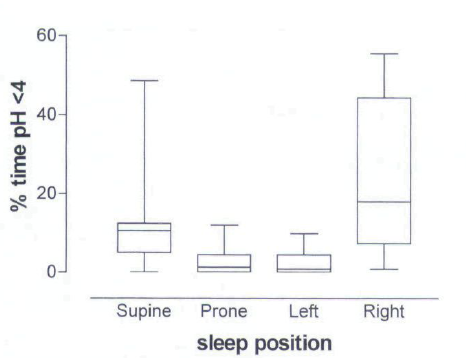 60
40
20
0
% time pH <4
Supine Prone Left Right
sleep position